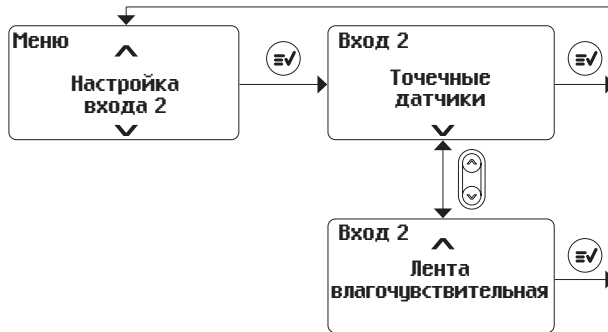 Меню
Настройка
входа 2
Вход 2
Точечные
датчики
Вход 2
Лента
влагочувствительная